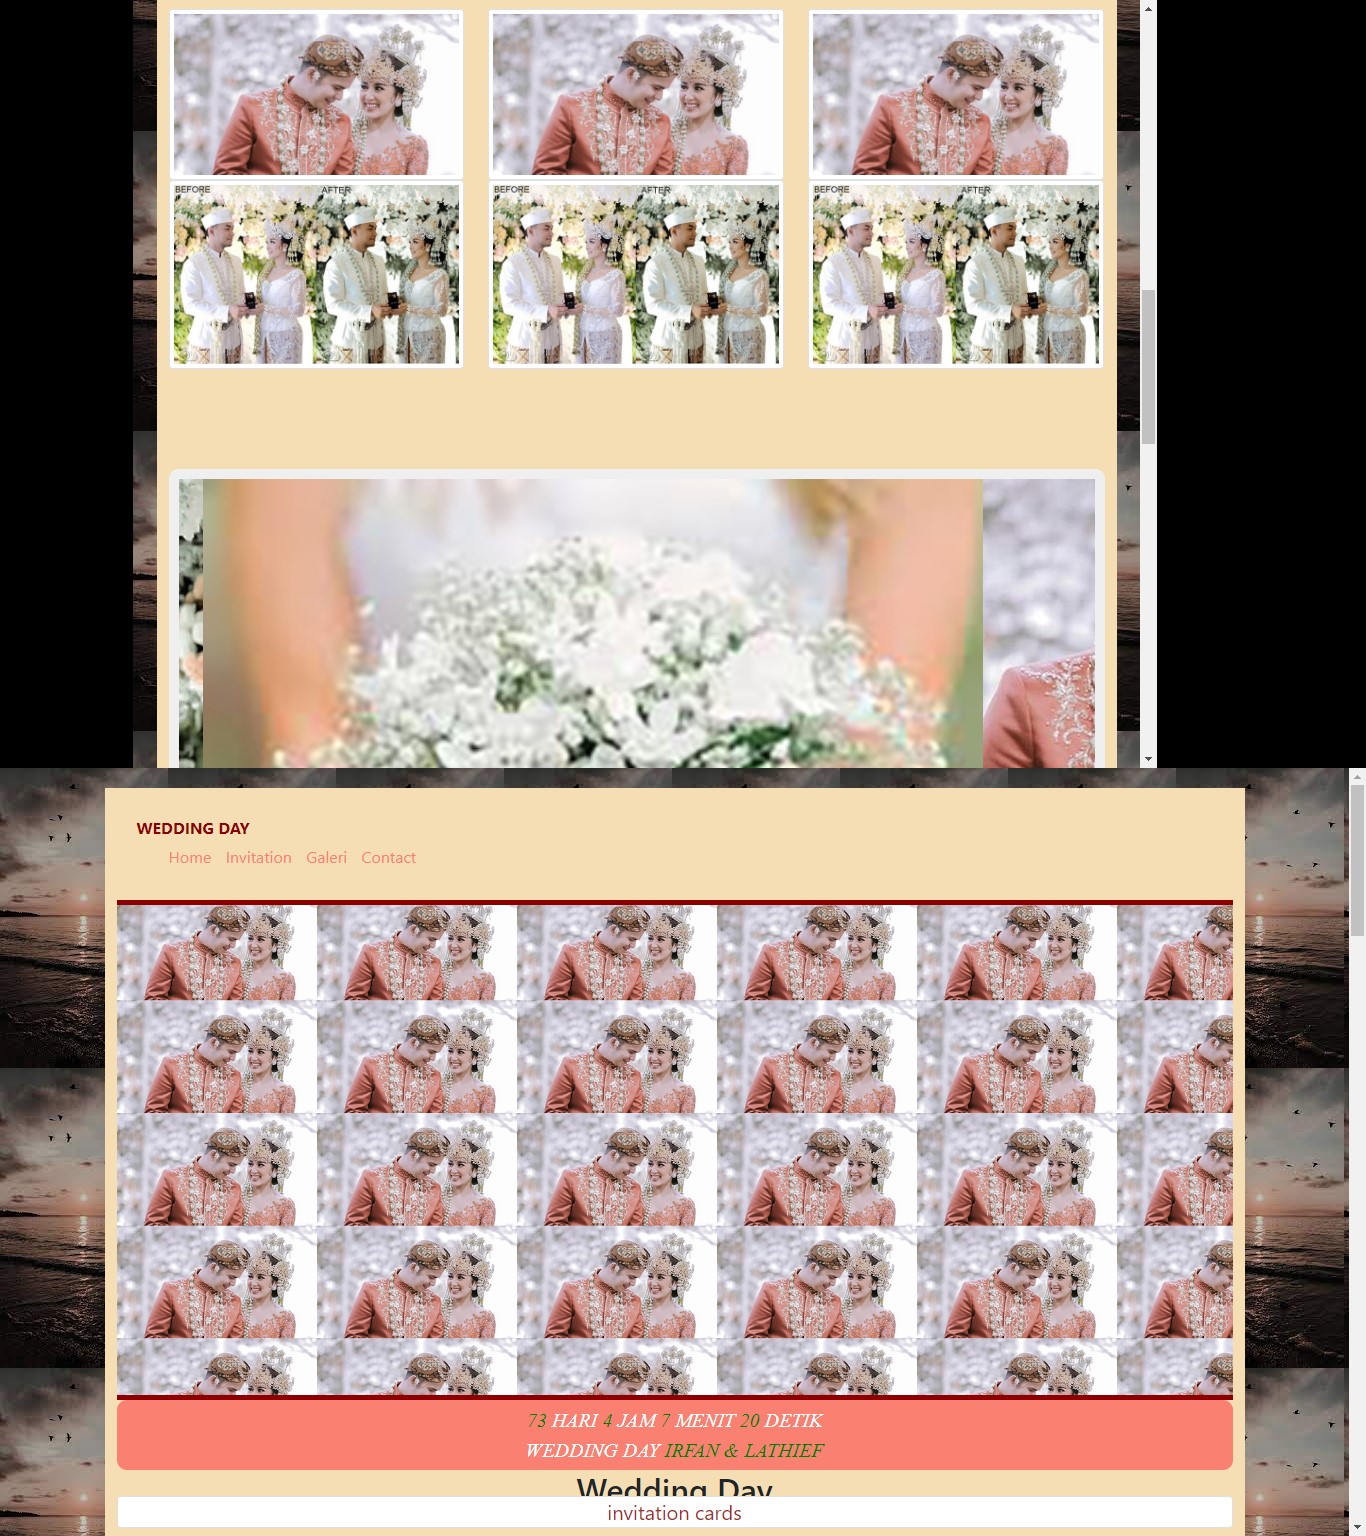 BEFORE AFTER BEFORE AFTER BEFORE AFTER
WEDDING DAY
Home Invitation Galeri Contact
73 HARI 4 JAM 7 MENIT 20 DETIK
WEDDING DAY IRFAN & LATHIEF
Wedding Day
invitation cards